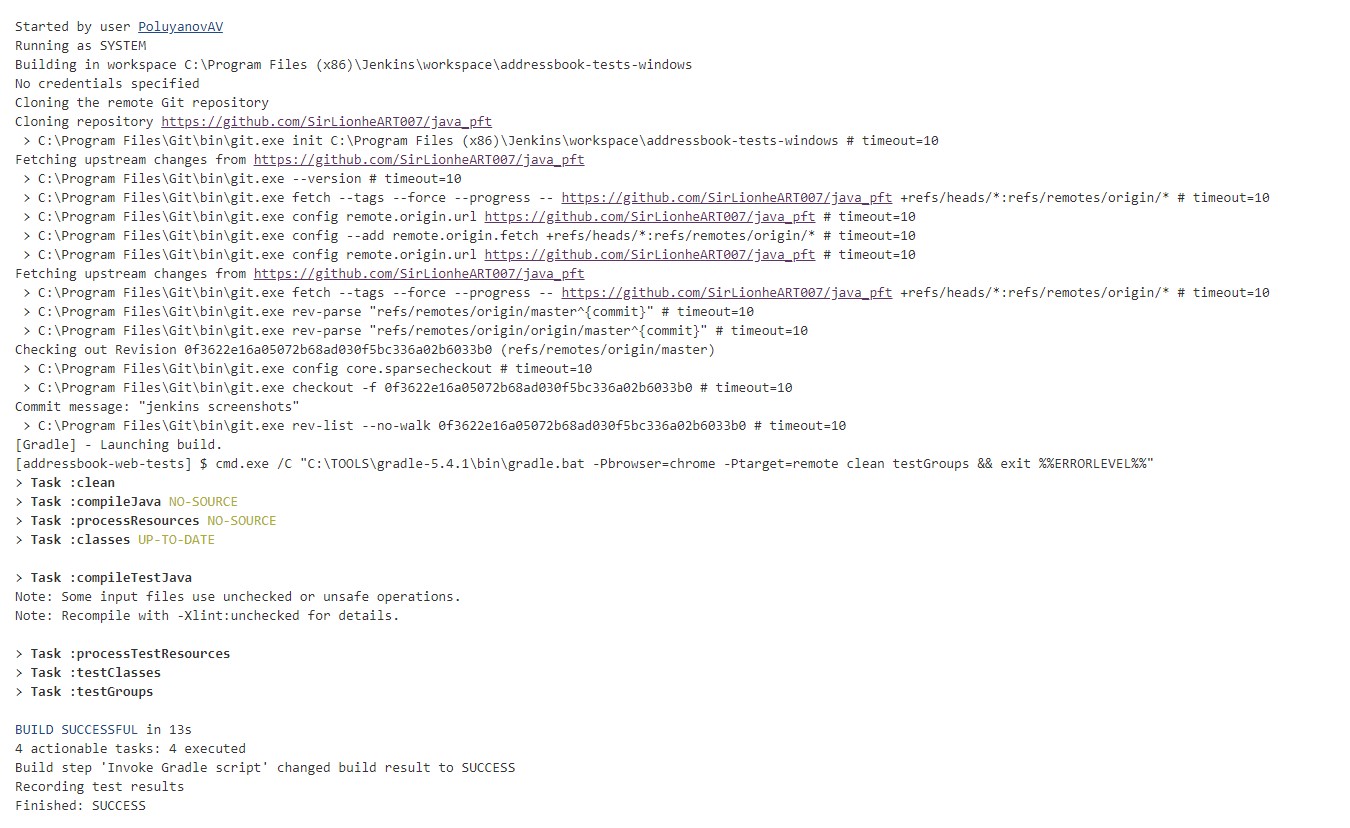 Started by user PoluyanovAV
Running as SYSTEM
Building in workspace C:\Program Files (x86)\Jenkins\workspace\addressbook-tests-windows
No credentials specified
Cloning the remote Git repository
Cloning repository https://github.com/SirLionheART007/java_pft
> C:\Program Files\Git\bin\git.exe init C:\Program Files (x86)\Jenkins\workspace\addressbook-tests-windows # timeout=10
Fetching upstream changes from https://github.com/SirLionheART007/java_pft
> C:\Program Files\Git\bin\git.exe --version # timeout=10
> C:\Program Files\Git\bin\git.exe fetch --tags --force --progress -- https://github.com/SirLionheART007/java_pft +refs/heads/*:refs/remotes/origin/* # timeout=10
> C:\Program Files\Git\bin\git.exe config remote.origin.url https://github.com/SirLionheART007/java_pft # timeout=10
> C:\Program Files\Git\bin\git.exe config --add remote.origin.fetch +refs/heads/*:refs/remotes/origin/* # timeout=10
> C:\Program Files\Git\bin\git.exe config remote.origin.url https://github.com/SirLionheART007/java_pft # timeout=10
Fetching upstream changes from https://github.com/SirLionheART007/java_pft
> C:\Program Files\Git\bin\git.exe fetch --tags --force --progress -- https://github.com/SirLionheART007/java_pft +refs/heads/*:refs/remotes/origin/* # timeout=10
> C:\Program Files\Git\bin\git.exe rev-parse "refs/remotes/origin/master^{commit}" # timeout=10
> C:\Program Files\Git\bin\git.exe rev-parse "refs/remotes/origin/origin/master^{commit}" # timeout=10
Checking out Revision 0f3622e16a05072b68ad030f5bc336a02b6033b0 (refs/remotes/origin/master)
> C:\Program Files\Git\bin\git.exe config core.sparsecheckout # timeout=10
> C:\Program Files\Git\bin\git.exe checkout -f 0f3622e16a05072b68ad030f5bc336a02b6033b0 # timeout=10
Commit message: "jenkins screenshots"
> C:\Program Files\Git\bin\git.exe rev-list --no-walk 0f3622e16a05072b68ad030f5bc336a02b6033b0 # timeout=10
[Gradle] - Launching build.
[addressbook-web-tests] $ cmd.exe /C "C:\TOOLS\gradle-5.4.1\bin\gradle.bat -Pbrowser=chrome -Ptarget=remote clean testGroups && exit %%ERRORLEVEL%%"
> Task :clean
> Task :compileJava NO-SOURCE
> Task :processResources NO-SOURCE
> Task :classes UP-TO-DATE
> Task :compileTestJava
Note: Some input files use unchecked or unsafe operations.
Note: Recompile with -Xlint:unchecked for details.
> Task :processTestResources
> Task :testClasses
> Task :testGroups
BUILD SUCCESSFUL in 13s
4 actionable tasks: 4 executed
Build step 'Invoke Gradle script' changed build result to SUCCESS
Recording test results
Finished: SUCCESS